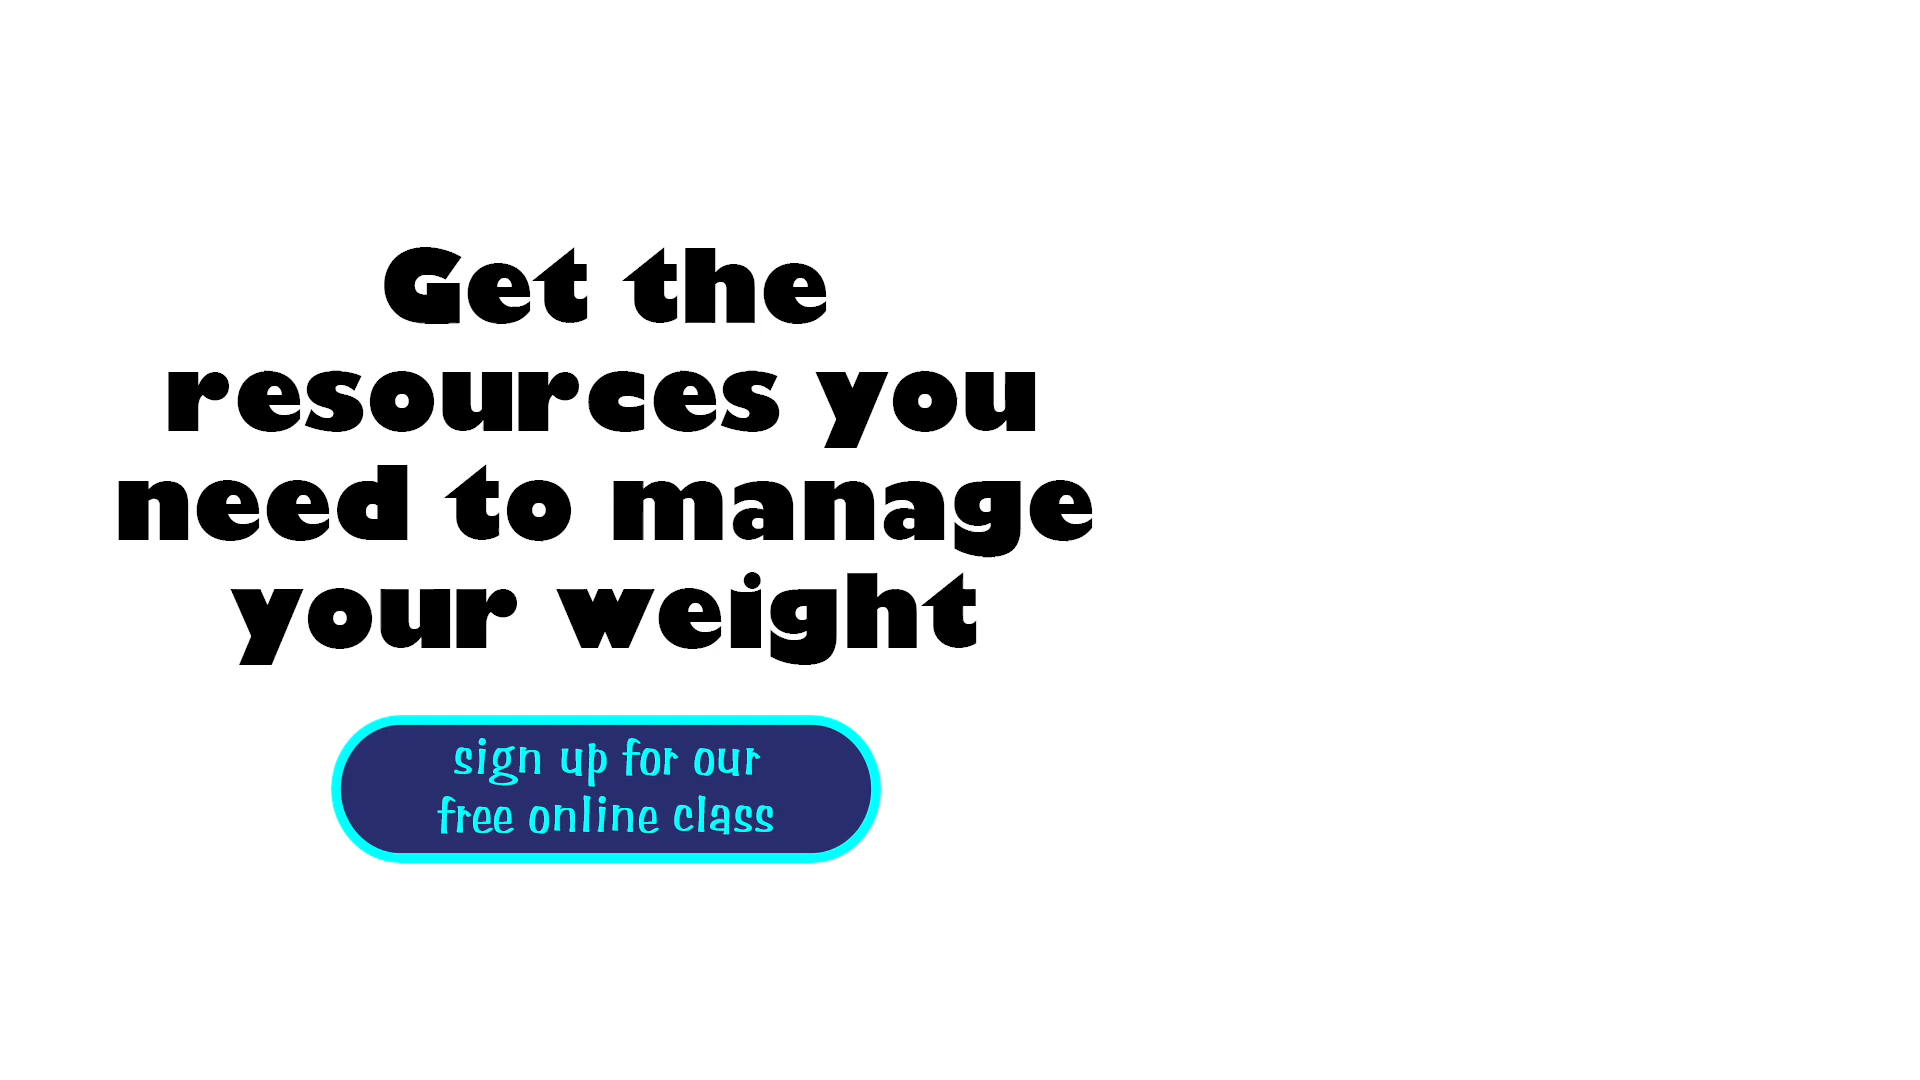 Get the
resources you
need to manage
your weight
sign up for our
free online class